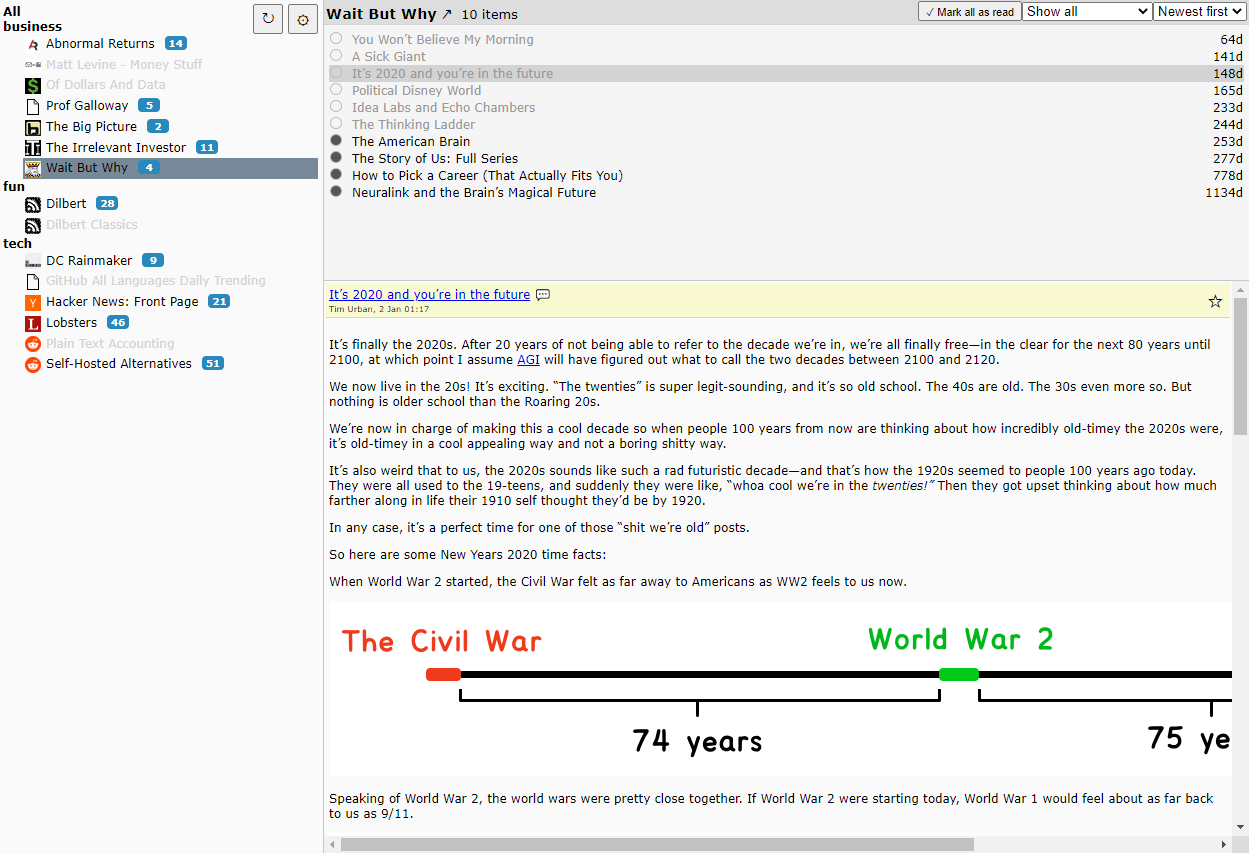 All
business
Abnormal Returns 14
Matt Levine - Money Stuff
Of Dollars And Data
Prof Galloway 5
The Big Picture 2
The Irrelevant Investor 11
Wait But Why 4
fun
Dilbert 28
Dilbert Classics
tech
DC Rainmaker 9
GitHub All Languages Daily Trending
Hacker News: Front Page 21
Lobsters 46
Plain Text Accounting
Self-Hosted Alternatives 51
Wait But Why ↗ 10 items
✓ Mark all as read Show all Newest first
You Won’t Believe My Morning 64d
A Sick Giant 141d
It’s 2020 and you’re in the future 148d
Political Disney World 165d
Idea Labs and Echo Chambers 233d
The Thinking Ladder 244d
The American Brain 253d
The Story of Us: Full Series 277d
How to Pick a Career (That Actually Fits You) 778d
Neuralink and the Brain’s Magical Future 1134d
It’s 2020 and you’re in the future
Tim Urban, 2 Jan 01:17
It’s finally the 2020s. After 20 years of not being able to refer to the decade we’re in, we’re all finally free—in the clear for the next 80 years until
2100, at which point I assume AGI will have figured out what to call the two decades between 2100 and 2120.
We now live in the 20s! It’s exciting. “The twenties” is super legit-sounding, and it’s so old school. The 40s are old. The 30s even more so. But
nothing is older school than the Roaring 20s.
We’re now in charge of making this a cool decade so when people 100 years from now are thinking about how incredibly old-timey the 2020s were,
it’s old-timey in a cool appealing way and not a boring shitty way.
It’s also weird that to us, the 2020s sounds like such a rad futuristic decade—and that’s how the 1920s seemed to people 100 years ago today.
They were all used to the 19-teens, and suddenly they were like, “whoa cool we’re in the twenties!” Then they got upset thinking about how much
farther along in life their 1910 self thought they’d be by 1920.
In any case, it’s a perfect time for one of those “shit we’re old” posts.
So here are some New Years 2020 time facts:
When World War 2 started, the Civil War felt as far away to Americans as WW2 feels to us now.
The Civil War World War 2
74 years 75 ye
Speaking of World War 2, the world wars were pretty close together. If World War 2 were starting today, World War 1 would feel about as far back
to us as 9/11.